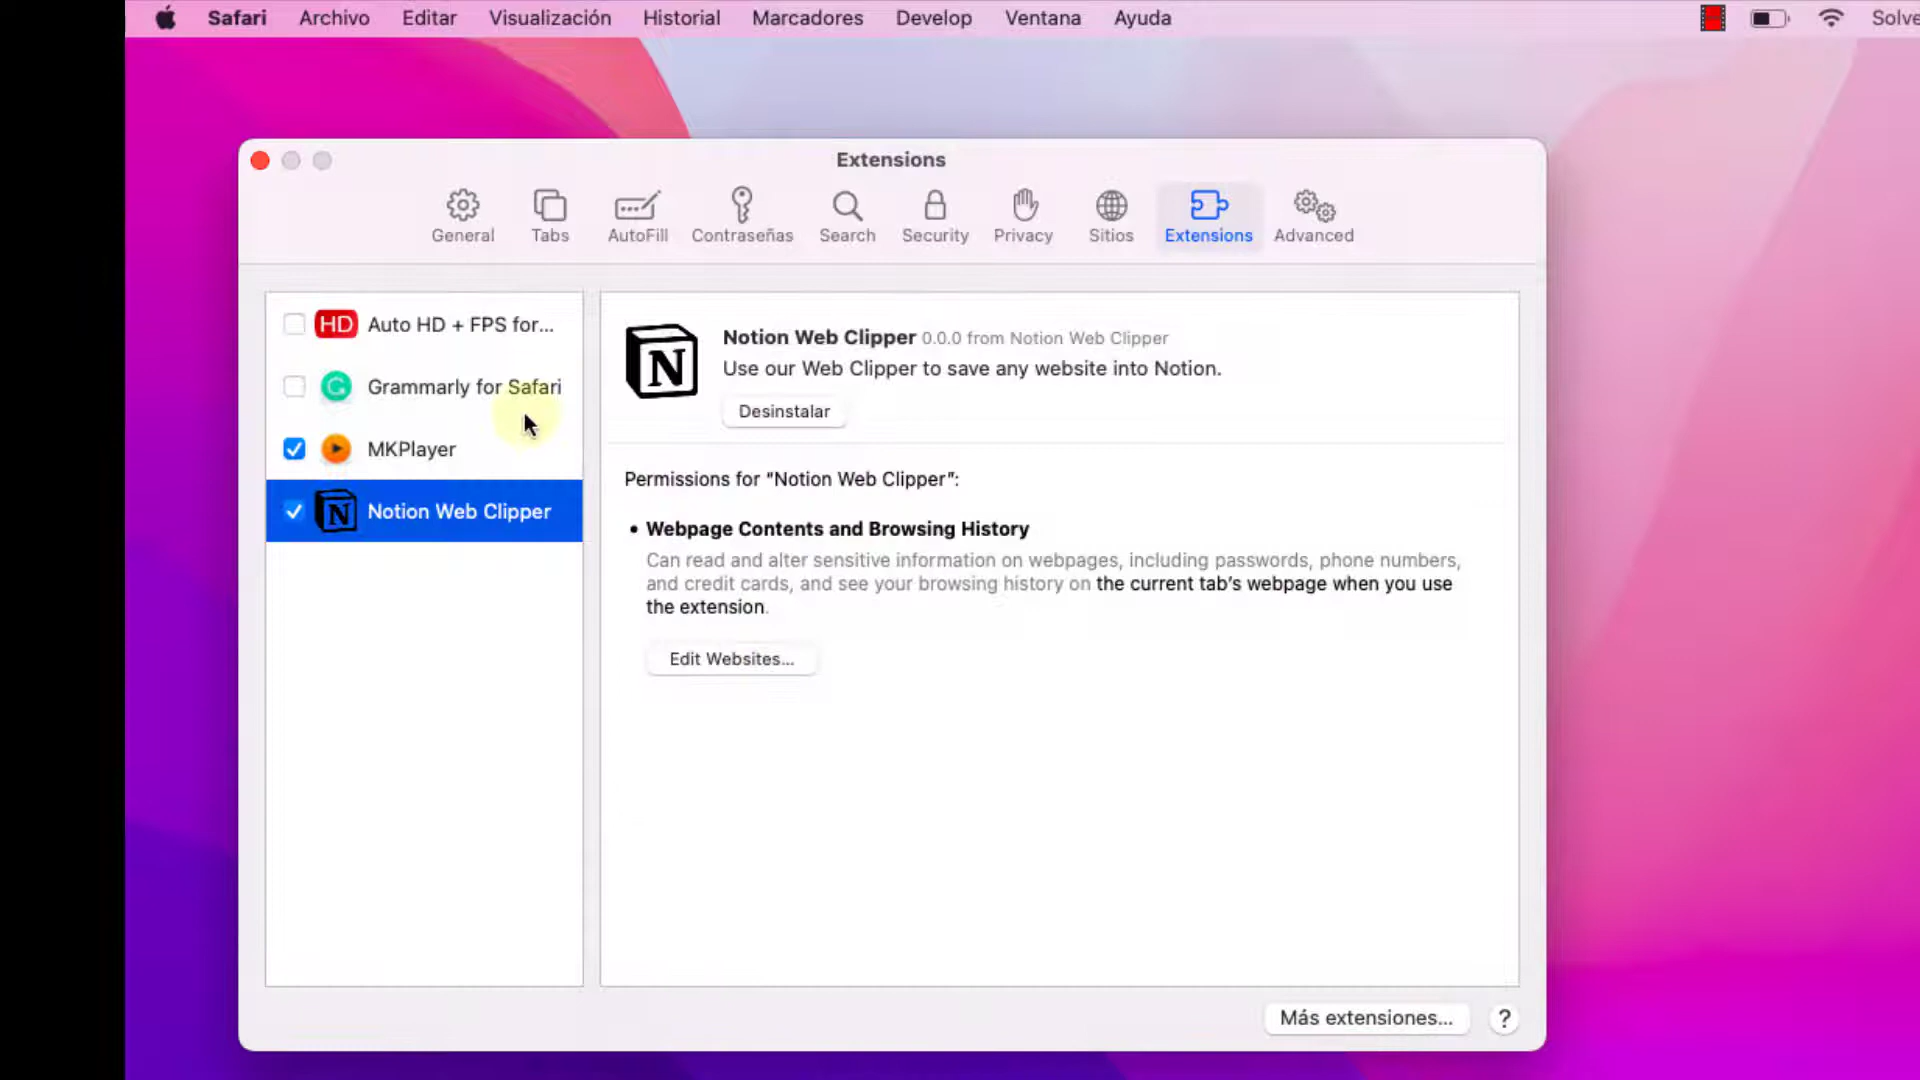 Safari Archivo Editar Visualización Historial Marcadores Develop Ventana Ayuda
Extensions
General Tabs AutoFill Contraseñas Search Security Privacy Sitios Extensions Advanced
HD Auto HD + FPS for...
Grammarly for Safari
MKPlayer
N Notion Web Clipper
N
Notion Web Clipper 0.0.0 from Notion Web Clipper
Use our Web Clipper to save any website into Notion.
Desinstalar
Permissions for “Notion Web Clipper”:
• Webpage Contents and Browsing History
Can read and alter sensitive information on webpages, including passwords, phone numbers,
and credit cards, and see your browsing history on the current tab’s webpage when you use
the extension.
Edit Websites...
Más extensiones... ?